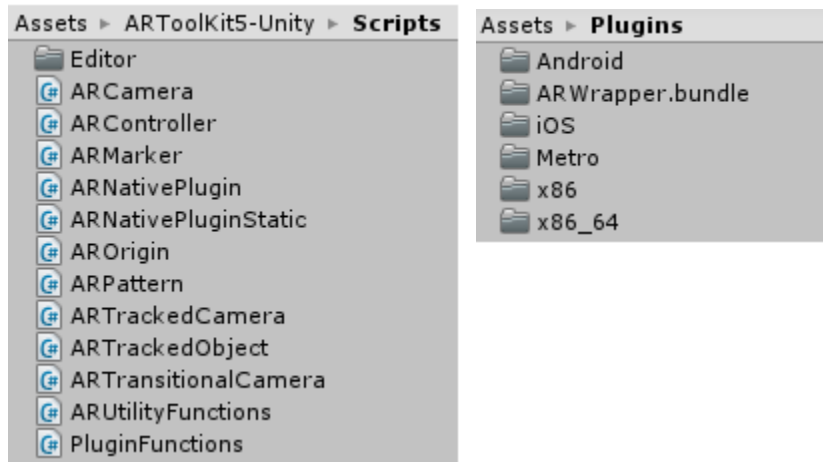 Assets ▸ ARToolKit5-Unity ▸ Scripts
Editor
ARCamera
ARController
ARMarker
ARNativePlugin
ARNativePluginStatic
AROrigin
ARPattern
ARTrackedCamera
ARTrackedObject
ARTransitionalCamera
ARUtilityFunctions
PluginFunctions
Assets ▸ Plugins
Android
ARWrapper.bundle
iOS
Metro
x86
x86_64